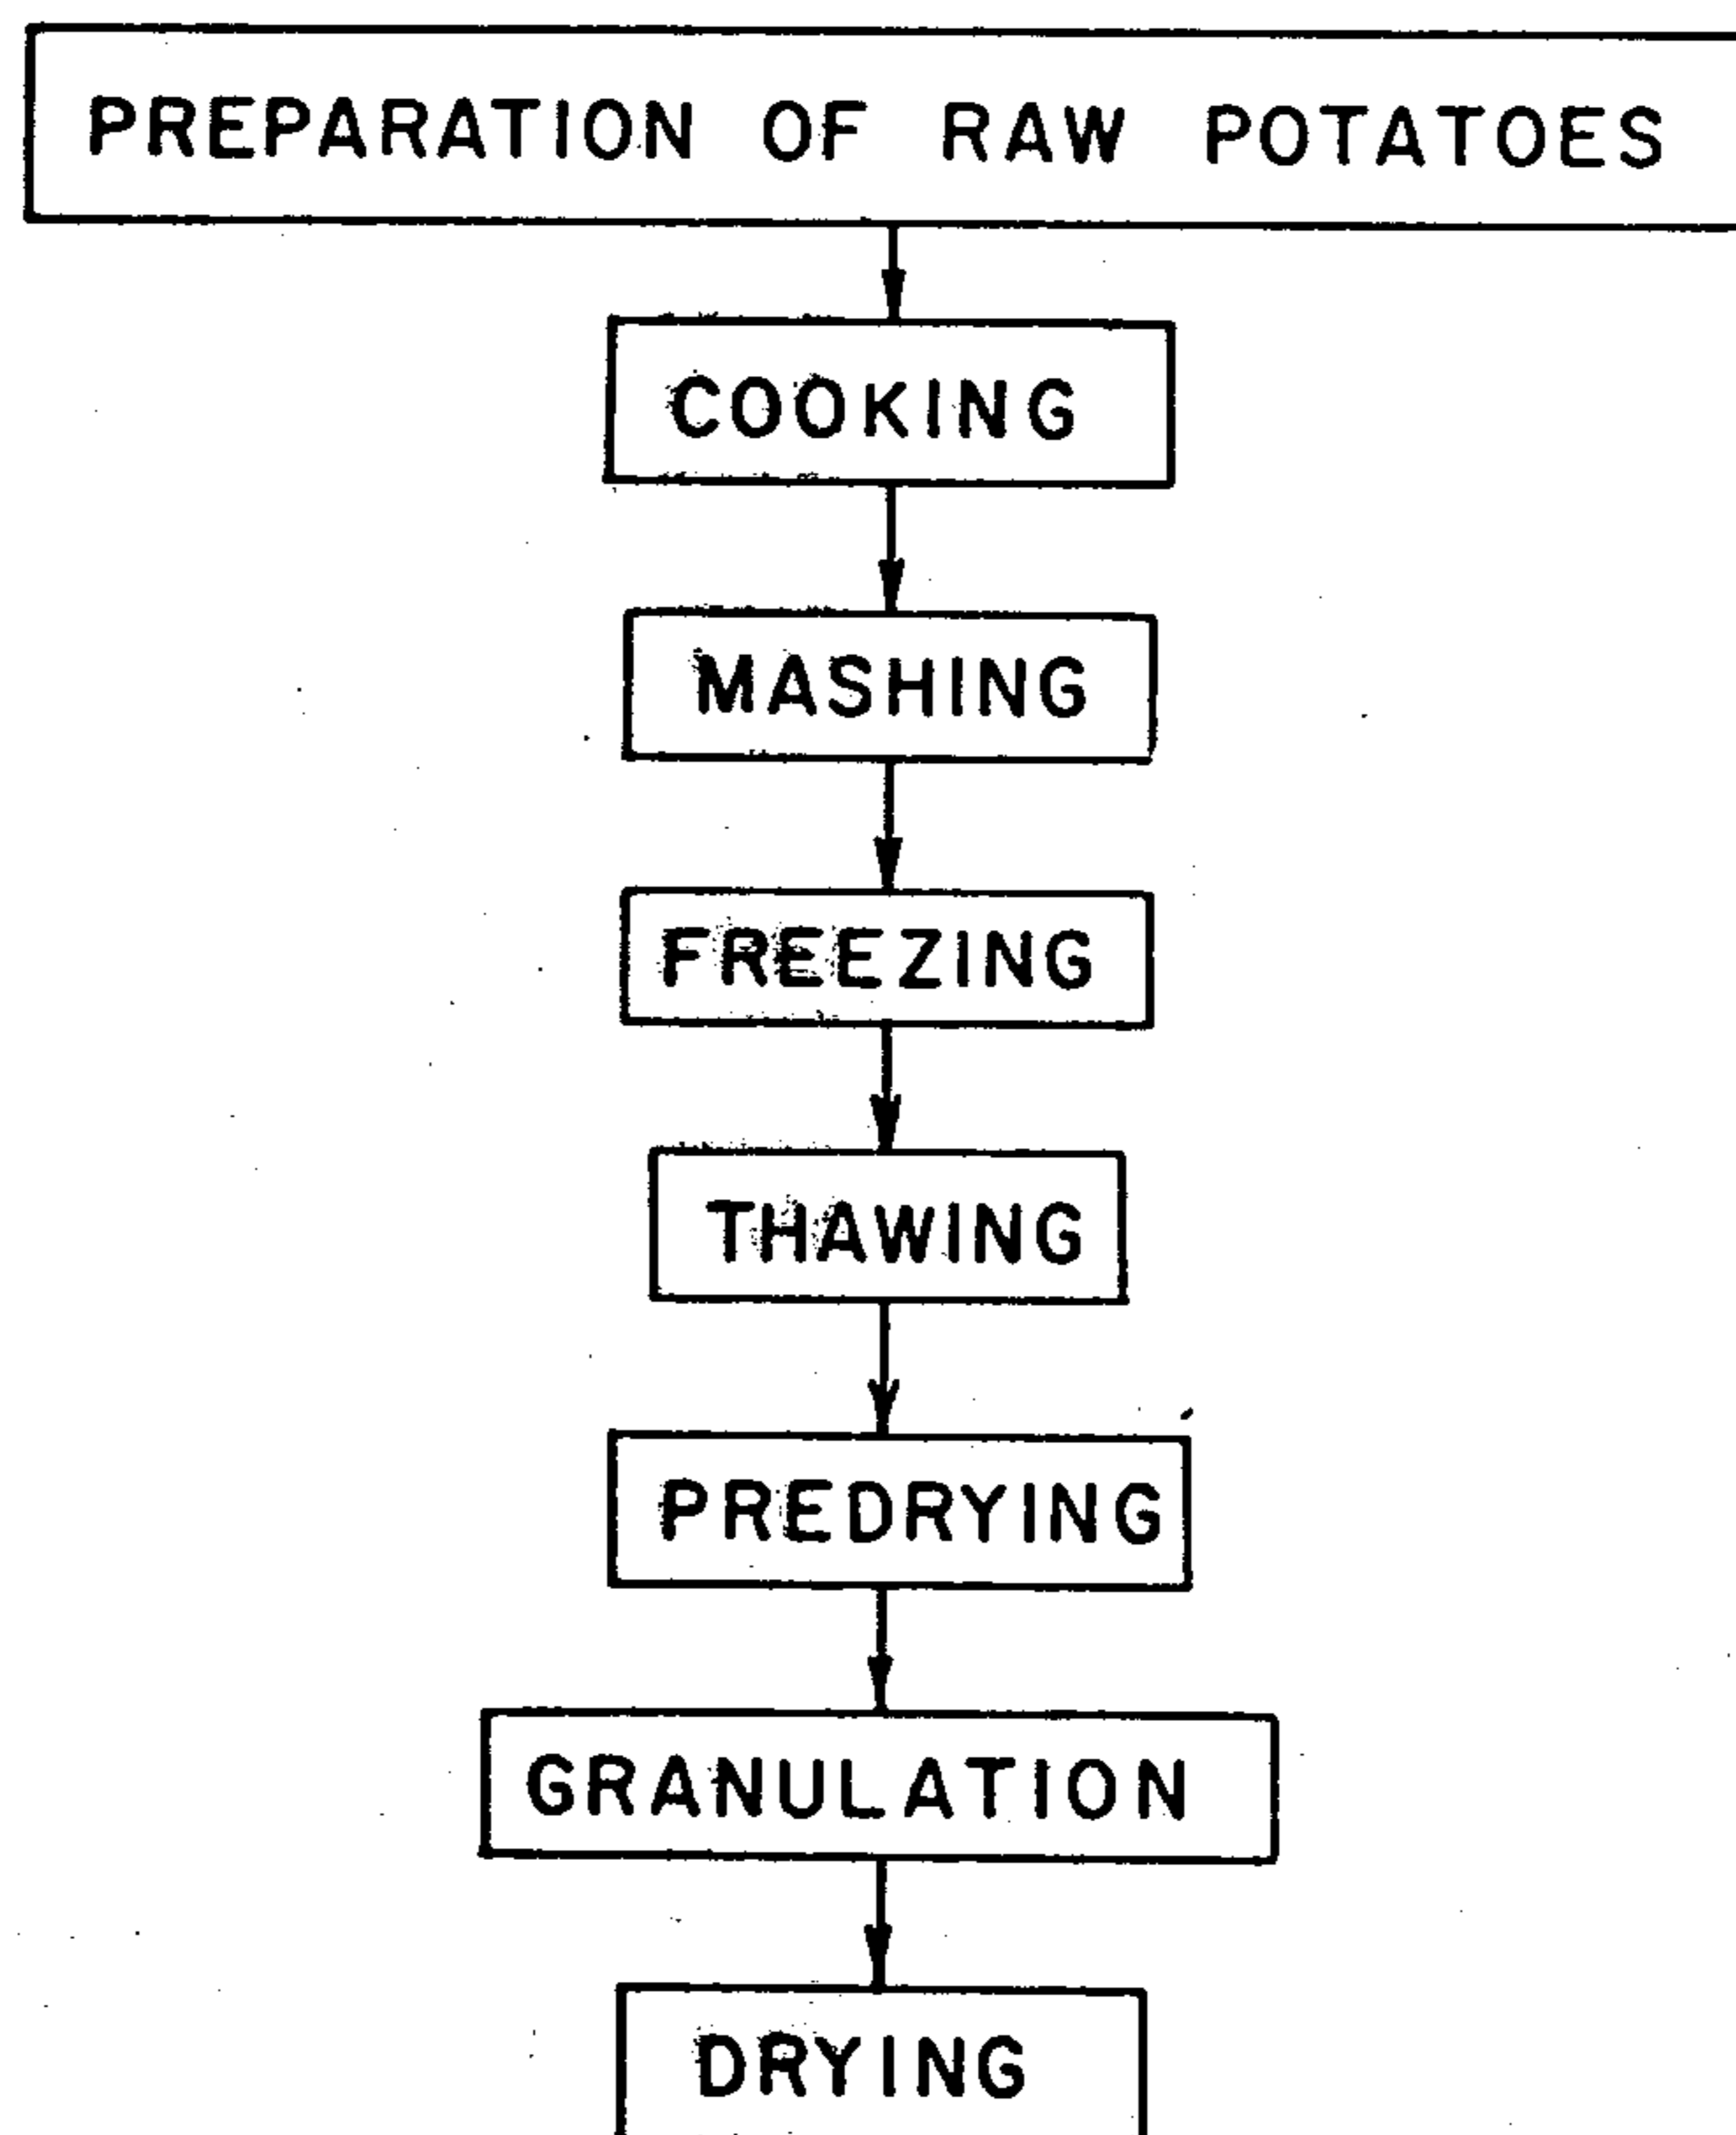 PREPARATION OF RAW POTATOES
COOKING
MASHING
FREEZING
THAWING
PREDRYING
GRANULATION
DRYING